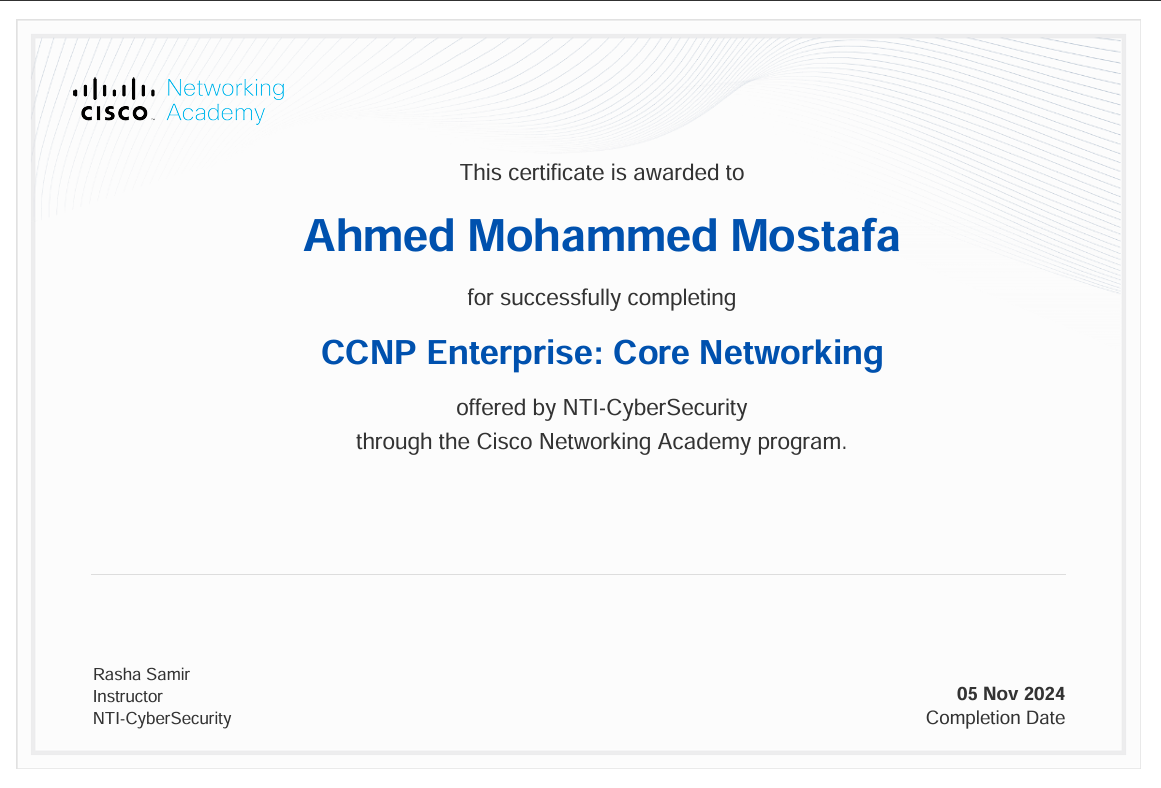 Networking
CISCO Academy
This certificate is awarded to
Ahmed Mohammed Mostafa
for successfully completing
CCNP Enterprise: Core Networking
offered by NTI-CyberSecurity
through the Cisco Networking Academy program.
Rasha Samir
Instructor
NTI-CyberSecurity
05 Nov 2024
Completion Date